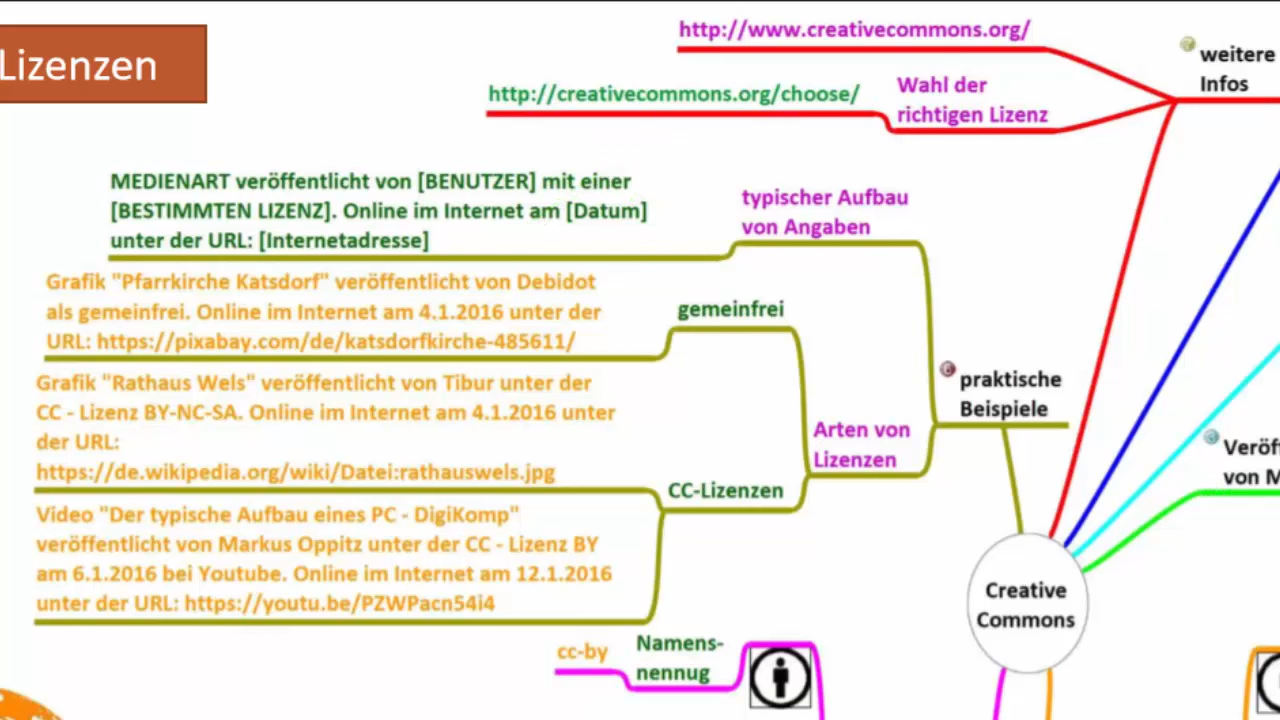 Lizenzen
http://www.creativecommons.org/
weitere
Infos
http://creativecommons.org/choose/
Wahl der
richtigen Lizenz
MEDIENART veröffentlicht von [BENUTZER] mit einer
[BESTIMMTEN LIZENZ]. Online im Internet am [Datum]
unter der URL: [Internetadresse]
typischer Aufbau
von Angaben
Grafik "Pfarrkirche Katsdorf" veröffentlicht von Debidot
als gemeinfrei. Online im Internet am 4.1.2016 unter der
URL: https://pixabay.com/de/katsdorfkirche-485611/
gemeinfrei
Grafik "Rathaus Wels" veröffentlicht von Tibur unter der
CC - Lizenz BY-NC-SA. Online im Internet am 4.1.2016 unter
der URL:
https://de.wikipedia.org/wiki/Datei:rathauswels.jpg
praktische
Beispiele
Arten von
Lizenzen
CC-Lizenzen
Video "Der typische Aufbau eines PC - DigiKomp"
veröffentlicht von Markus Oppitz unter der CC - Lizenz BY
am 6.1.2016 bei Youtube. Online im Internet am 12.1.2016
unter der URL: https://youtu.be/PZWPacn54i4
Veröf
von M
Creative
Commons
cc-by
Namens-
nennug